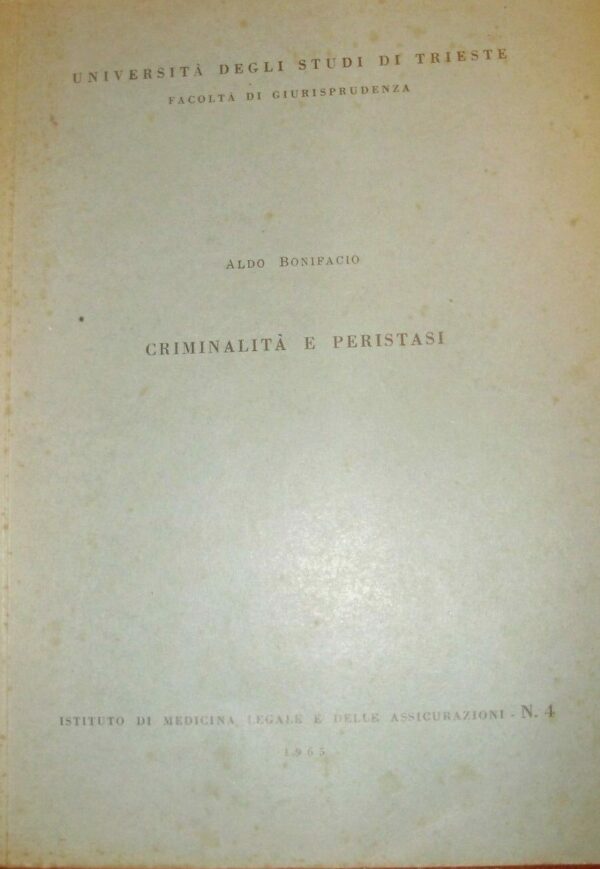 UNIVERSITÀ DEGLI STUDI DI TRIESTE
FACOLTÀ DI GIURISPRUDENZA
ALDO BONIFACIO
CRIMINALITÀ E PERISTASI
ISTITUTO DI MEDICINA LEGALE E DELLE ASSICURAZIONI - N. 4
1965